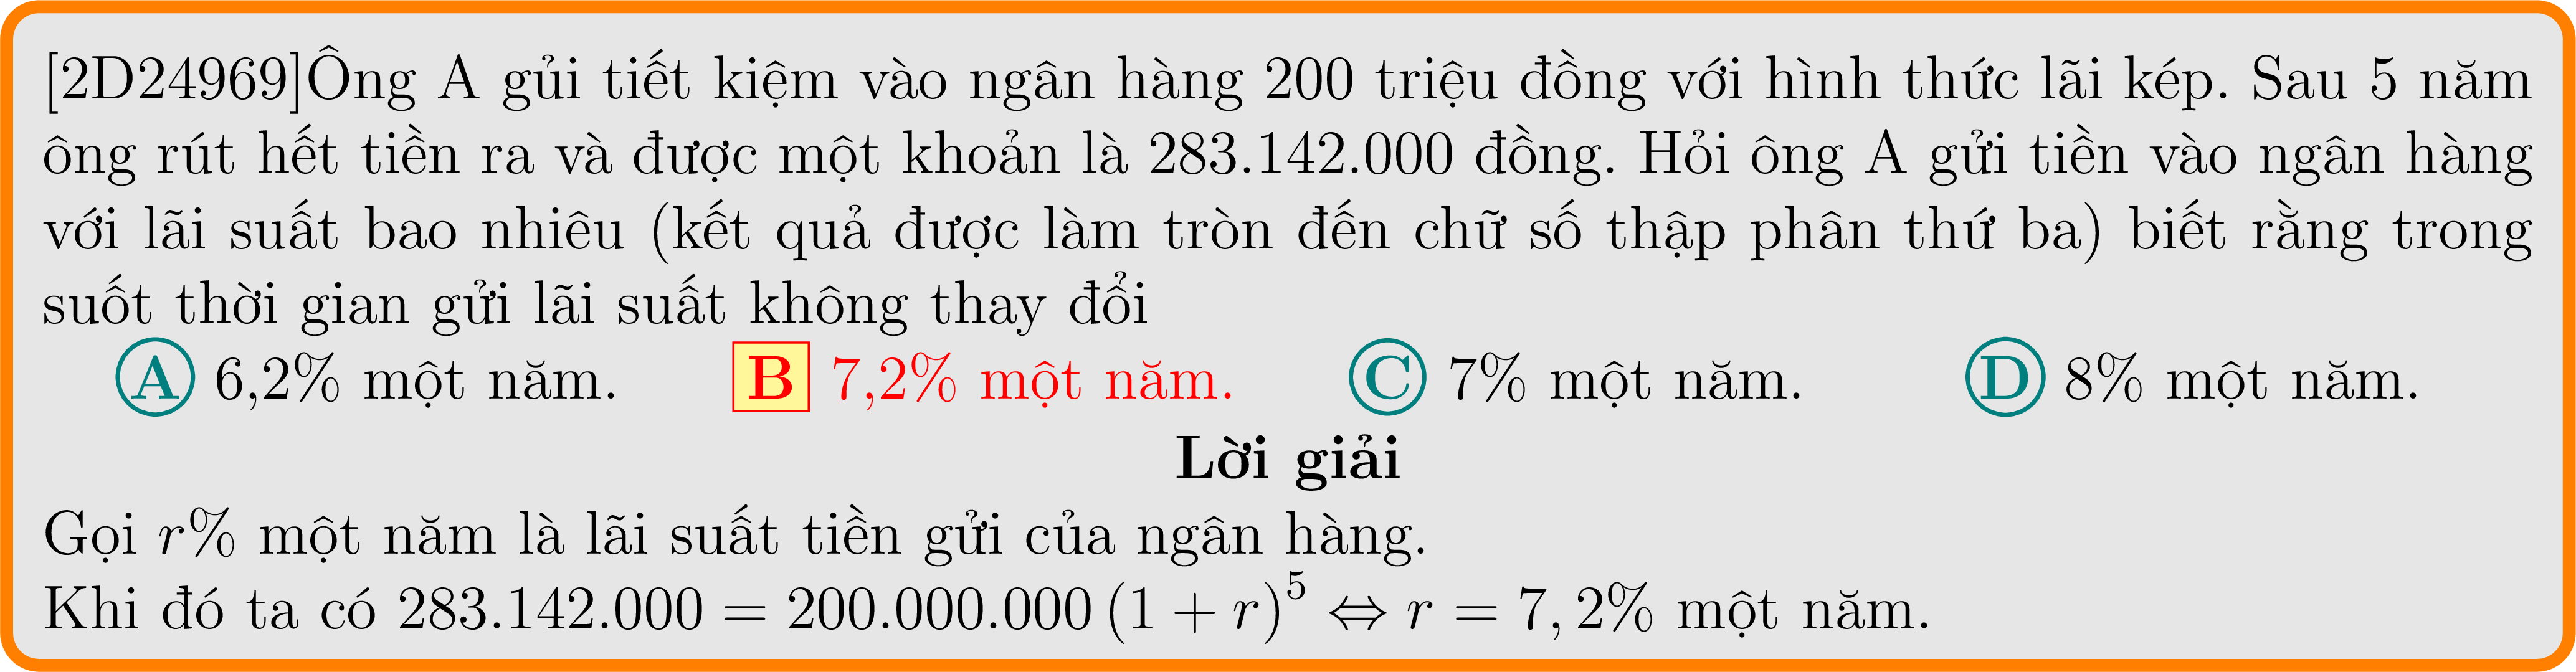 [2D24969]Ông A gủi tiết kiệm vào ngân hàng 200 triệu đồng với hình thức lãi kép. Sau 5 năm
ông rút hết tiền ra và được một khoản là 283.142.000 đồng. Hỏi ông A gửi tiền vào ngân hàng
với lãi suất bao nhiêu (kết quả được làm tròn đến chữ số thập phân thứ ba) biết rằng trong
suốt thời gian gửi lãi suất không thay đổi
A 6,2% một năm. B 7,2% một năm. C 7% một năm. D 8% một năm.
Lời giải
Gọi r% một năm là lãi suất tiền gửi của ngân hàng.
Khi đó ta có 283.142.000 = 200.000.000 (1 + r)⁵ ⇔ r = 7, 2% một năm.